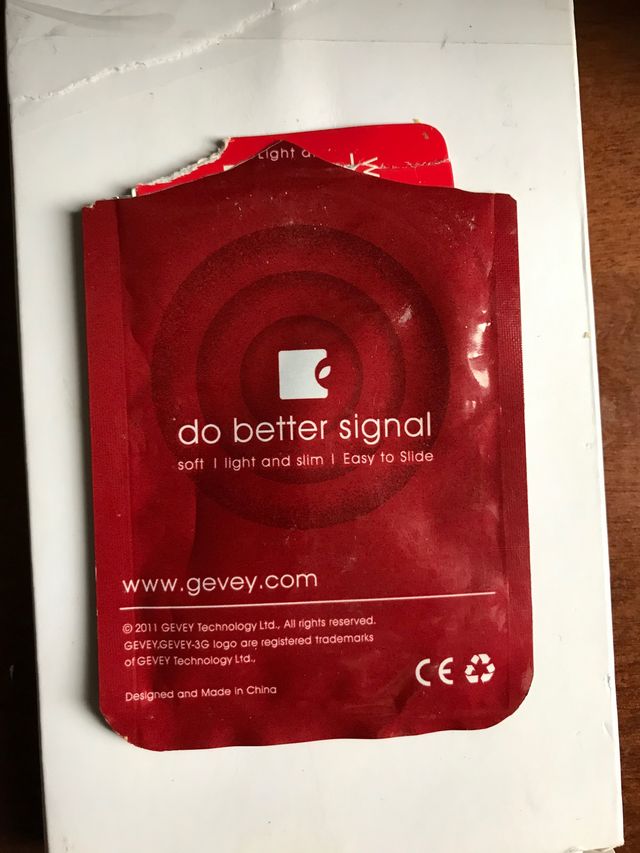 Light a
do better signal
soft | light and slim | Easy to Slide
www.gevey.com
© 2011 GEVEY Technology Ltd., All rights reserved.
GEVEY,GEVEY-3G logo are registered trademarks
of GEVEY Technology Ltd.,
Designed and Made in China
CE